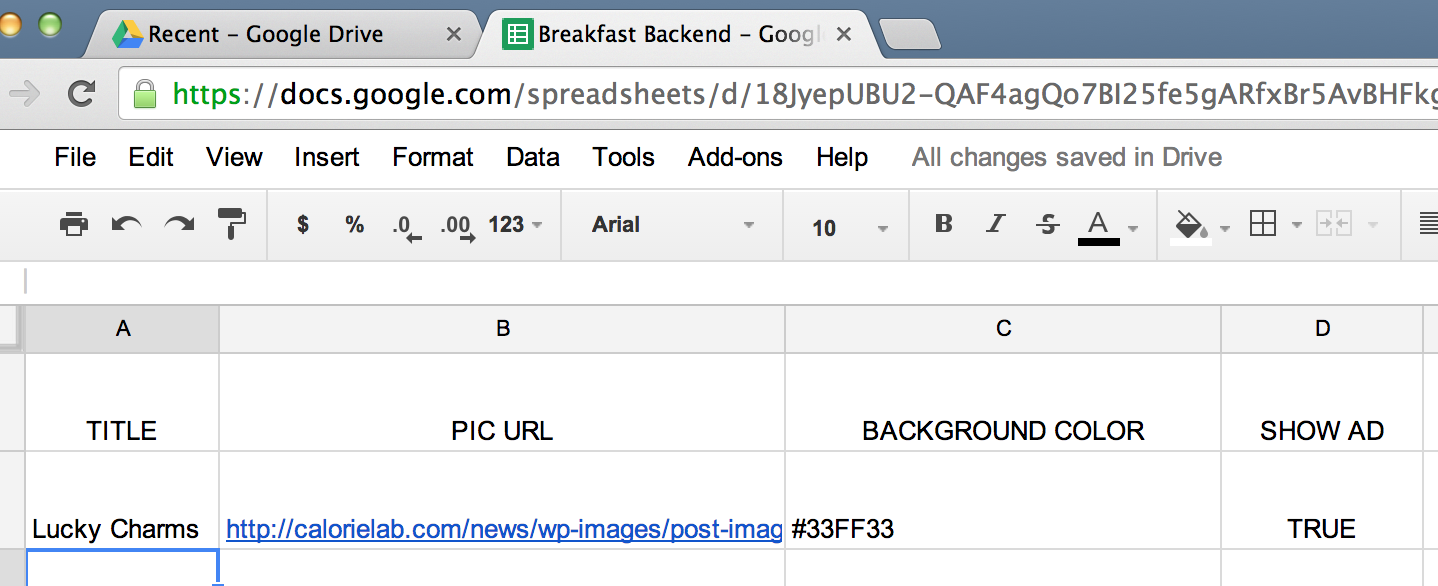 Recent – Google Drive
Breakfast Backend – Googl
https://docs.google.com/spreadsheets/d/18JyepUBU2-QAF4agQo7BI25fe5gARfxBr5AvBHFkg
File Edit View Insert Format Data Tools Add-ons Help All changes saved in Drive
$ % .0 .00 123 Arial 10 B I S A
A B C D
TITLE PIC URL BACKGROUND COLOR SHOW AD
Lucky Charms http://calorielab.com/news/wp-images/post-imag #33FF33 TRUE